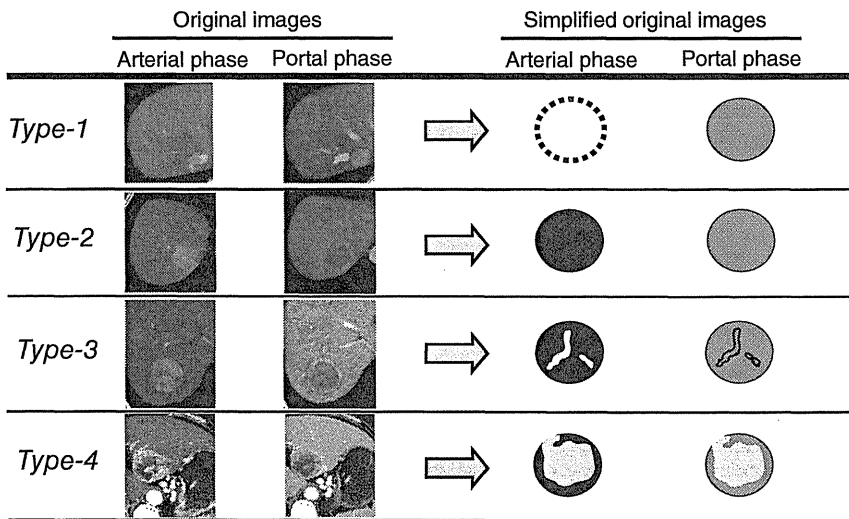 Original images Simplified original images
Arterial phase Portal phase Arterial phase Portal phase
Type-1
Type-2
Type-3
Type-4